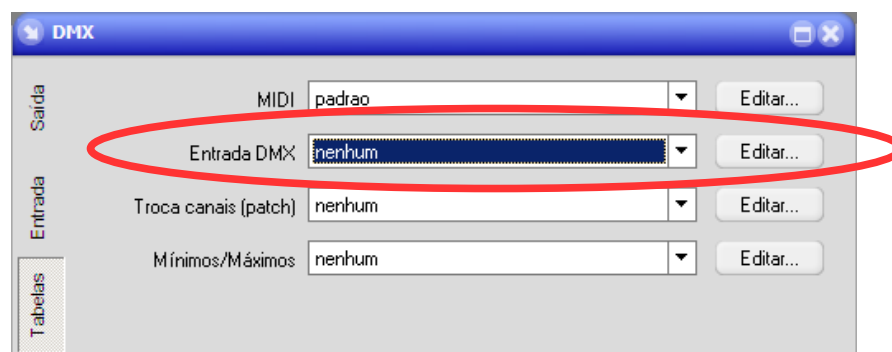 DMX
Saída
Entrada
Tabelas
MIDI padrao Editar...
Entrada DMX nenhum Editar...
Troca canais (patch) nenhum Editar...
Mínimos/Máximos nenhum Editar...